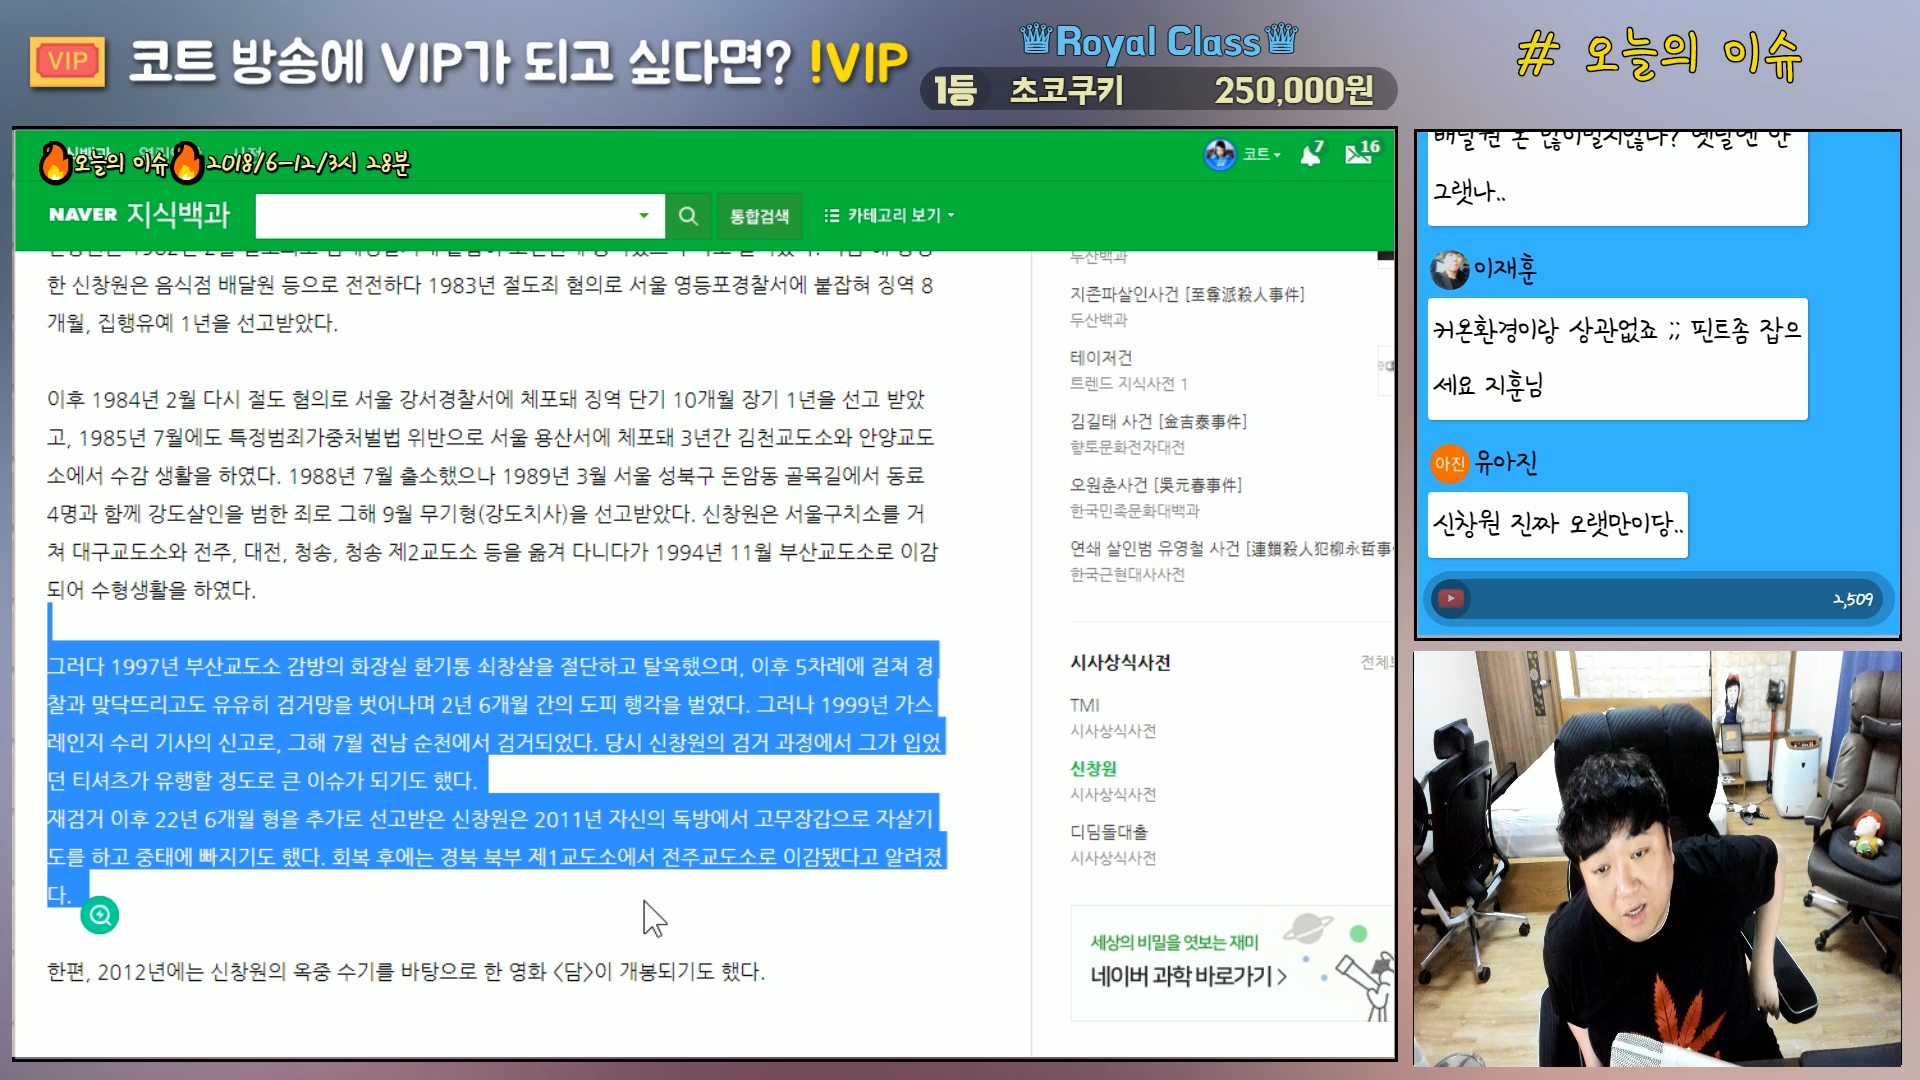 VIP 코트 방송에 VIP가 되고 싶다면? !VIP
Royal Class
1등 초코쿠키 250,000원
# 오늘의 이슈
오늘의 이슈 2018/6-12/3시 28분
코트 7 16
NAVER 지식백과
통합검색
카테고리 보기
한 신창원은 음식점 배달원 등으로 전전하다 1983년 절도죄 혐의로 서울 영등포경찰서에 붙잡혀 징역 8
개월, 집행유예 1년을 선고받았다.
이후 1984년 2월 다시 절도 혐의로 서울 강서경찰서에 체포돼 징역 단기 10개월 장기 1년을 선고 받았
고, 1985년 7월에도 특정범죄가중처벌법 위반으로 서울 용산서에 체포돼 3년간 김천교도소와 안양교도
소에서 수감 생활을 하였다. 1988년 7월 출소했으나 1989년 3월 서울 성북구 돈암동 골목길에서 동료
4명과 함께 강도살인을 범한 죄로 그해 9월 무기형(강도치사)을 선고받았다. 신창원은 서울구치소를 거
쳐 대구교도소와 전주, 대전, 청송, 청송 제2교도소 등을 옮겨 다니다가 1994년 11월 부산교도소로 이감
되어 수형생활을 하였다.
그러다 1997년 부산교도소 감방의 화장실 환기통 쇠창살을 절단하고 탈옥했으며, 이후 5차례에 걸쳐 경
찰과 맞닥뜨리고도 유유히 검거망을 벗어나며 2년 6개월 간의 도피 행각을 벌였다. 그러나 1999년 가스
레인지 수리 기사의 신고로, 그해 7월 전남 순천에서 검거되었다. 당시 신창원의 검거 과정에서 그가 입었
던 티셔츠가 유행할 정도로 큰 이슈가 되기도 했다.
재검거 이후 22년 6개월 형을 추가로 선고받은 신창원은 2011년 자신의 독방에서 고무장갑으로 자살기
도를 하고 중태에 빠지기도 했다. 회복 후에는 경북 북부 제1교도소에서 전주교도소로 이감됐다고 알려졌
다.
한편, 2012년에는 신창원의 옥중 수기를 바탕으로 한 영화 <담>이 개봉되기도 했다.
두산백과
지존파살인사건 [至尊派殺人事件]
두산백과
테이저건
트렌드 지식사전 1
김길태 사건 [金吉泰事件]
향토문화전자대전
오원춘사건 [吳元春事件]
한국민족문화대백과
연쇄 살인범 유영철 사건 [連鎖殺人犯柳永哲事
한국근현대사사전
시사상식사전 전체
TMI
시사상식사전
신창원
시사상식사전
디딤돌대출
시사상식사전
세상의 비밀을 엿보는 재미
네이버 과학 바로가기 >
그랬나..
이재훈
커온환경이랑 상관없죠 ;; 핀트좀 잡으
세요 지훈님
아진 유아진
신창원 진짜 오랫만이당..
2,509